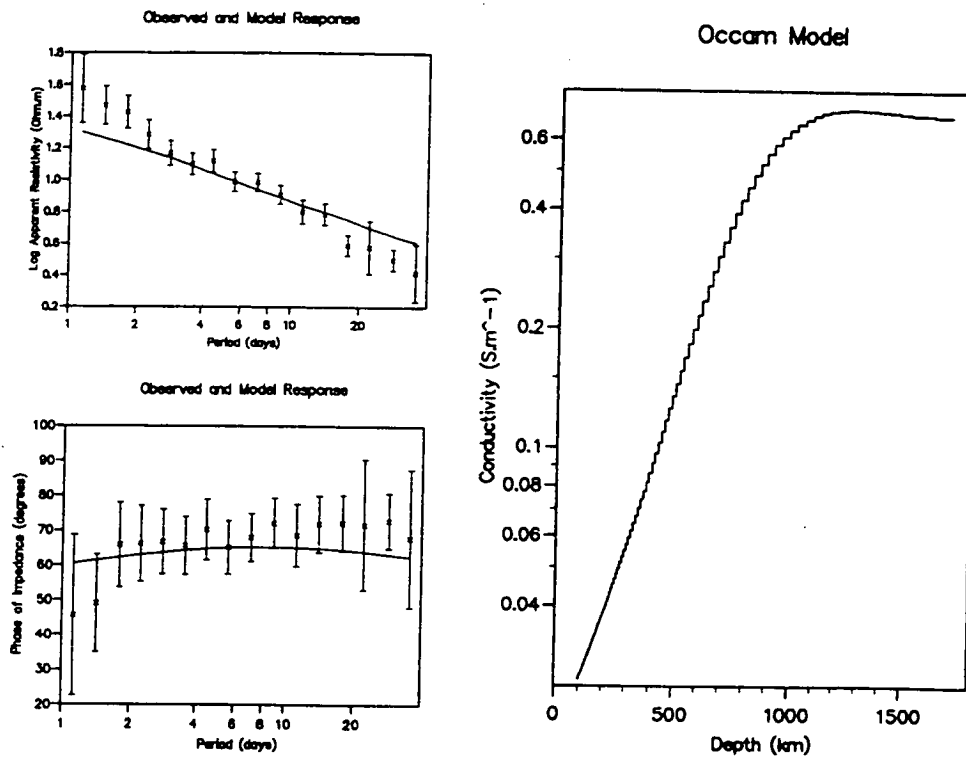 Observed and Model Response
1.8
1.6
1.4
1.2
1.0
0.8
0.6
0.4
0.2
Log Apparent Resistivity (Ohm.m)
1 2 4 6 8 10 20
Period (days)
Observed and Model Response
100
90
80
70
60
50
40
30
20
Phase of Impedance (degrees)
1 2 4 6 8 10 20
Period (days)
Occam Model
0.6
0.4
0.2
0.1
0.08
0.06
0.04
Conductivity (S.m^-1)
0 500 1000 1500
Depth (km)